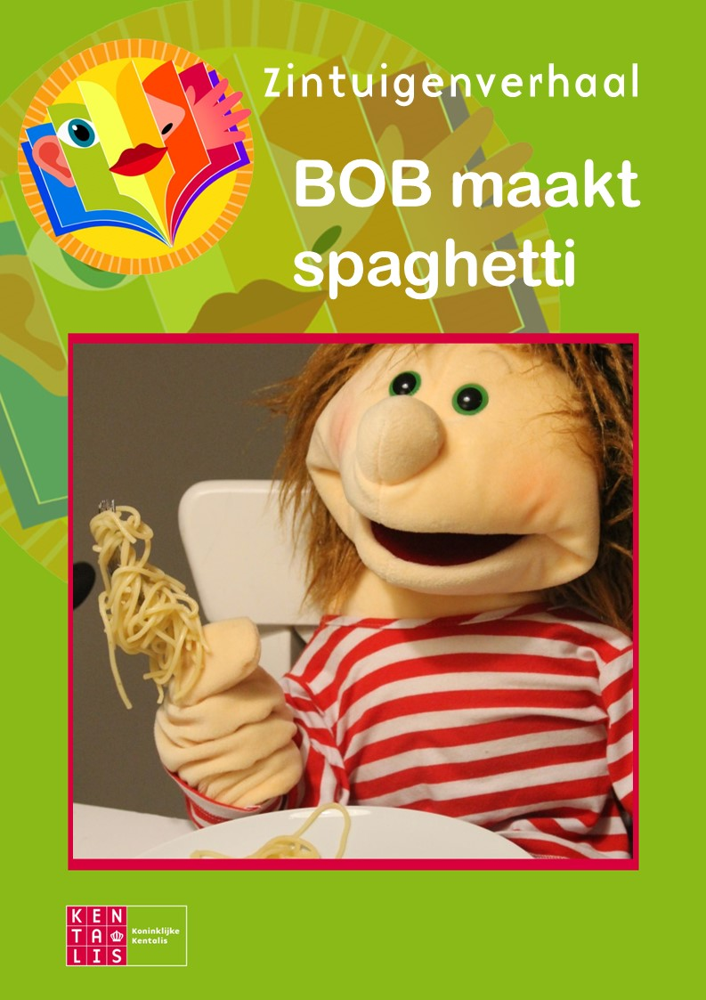 Zintuigenverhaal
BOB maakt
spaghetti
KEN
TA
LIS
Koninklijke
Kentalis